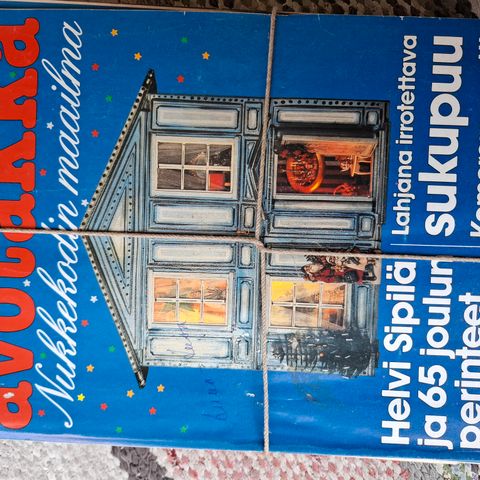 avotakka
Nukkekodin maailma
Lahjana irrotettava
sukupuu
Helvi Sipilä
ja 65 joulun
perinteet